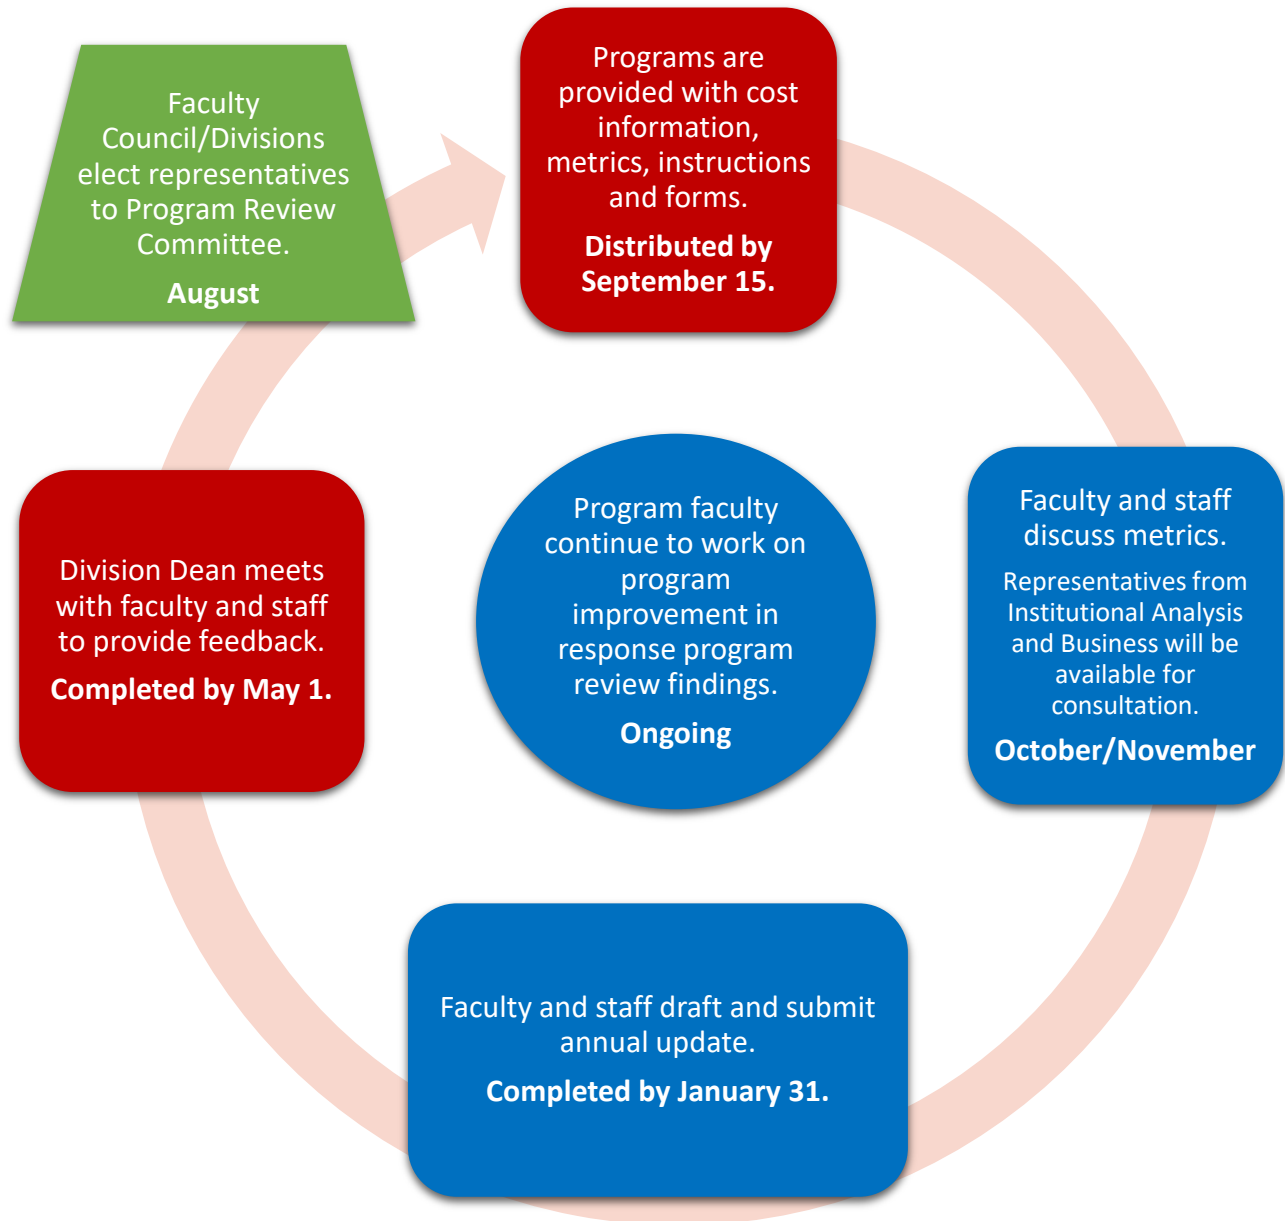 Faculty
Council/Divisions
elect representatives
to Program Review
Committee.
August
Programs are
provided with cost
information,
metrics, instructions
and forms.
Distributed by
September 15.
Faculty and staff
discuss metrics.
Representatives from
Institutional Analysis
and Business will be
available for
consultation.
October/November
Faculty and staff draft and submit
annual update.
Completed by January 31.
Division Dean meets
with faculty and staff
to provide feedback.
Completed by May 1.
Program faculty
continue to work on
program
improvement in
response program
review findings.
Ongoing